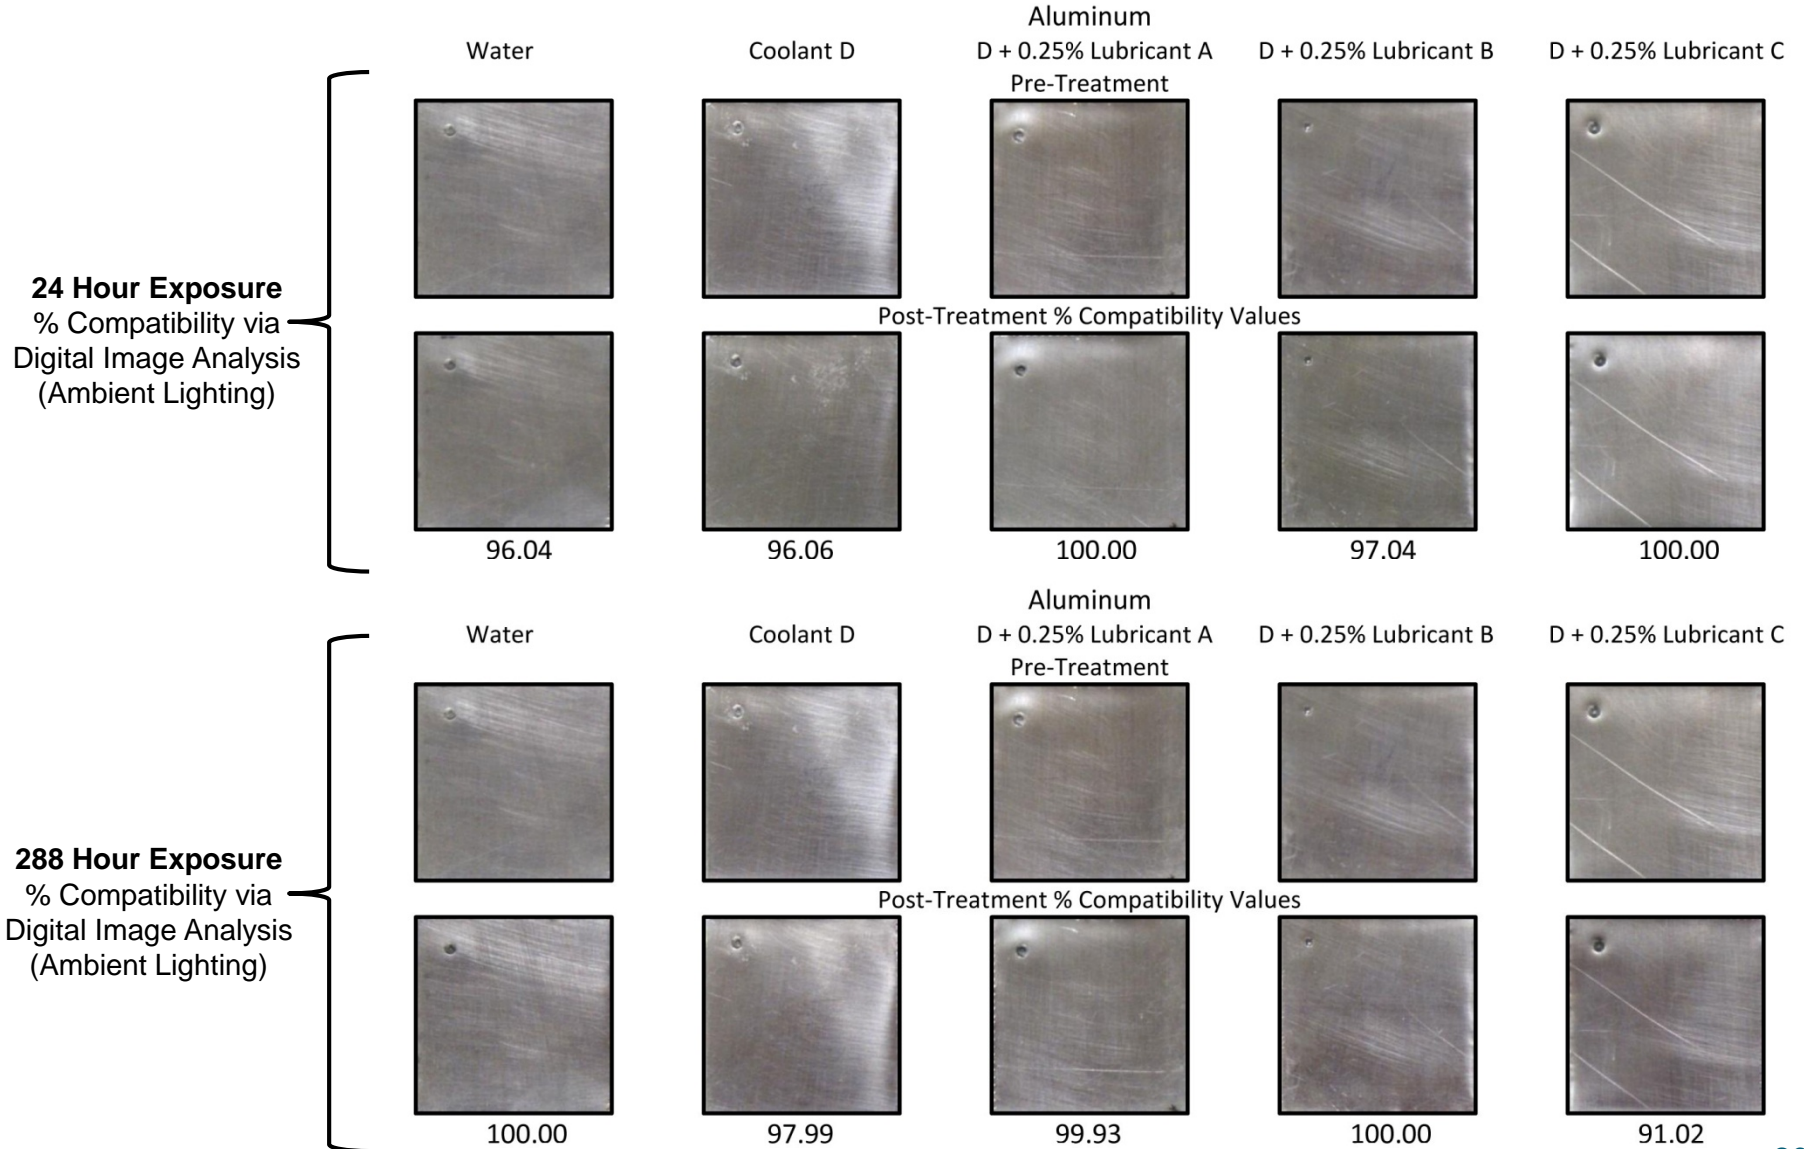 Aluminum
Water
Coolant D
D + 0.25% Lubricant A
D + 0.25% Lubricant B
D + 0.25% Lubricant C
Pre-Treatment
24 Hour Exposure
% Compatibility via
Digital Image Analysis
(Ambient Lighting)
Post-Treatment % Compatibility Values
96.04
96.06
100.00
97.04
100.00
Aluminum
Water
Coolant D
D + 0.25% Lubricant A
D + 0.25% Lubricant B
D + 0.25% Lubricant C
Pre-Treatment
288 Hour Exposure
% Compatibility via
Digital Image Analysis
(Ambient Lighting)
Post-Treatment % Compatibility Values
100.00
97.99
99.93
100.00
91.02